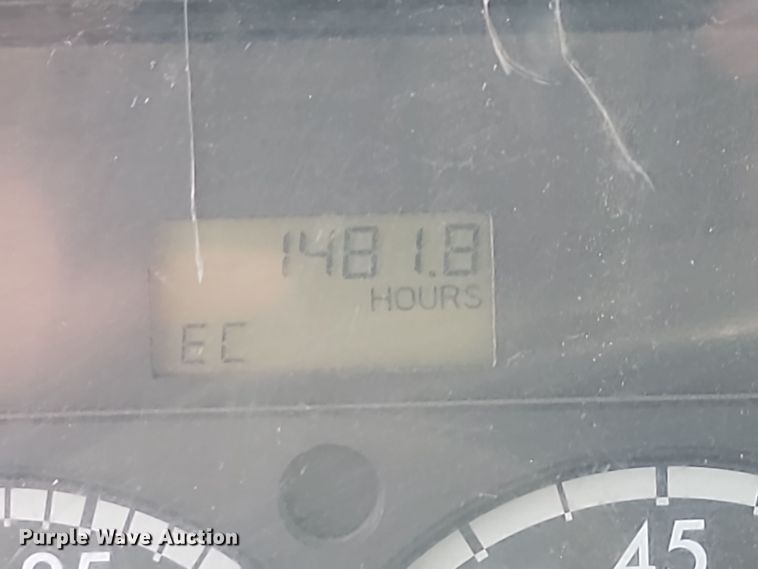 1481.8
HOURS
EC
45
Purple Wave Auction